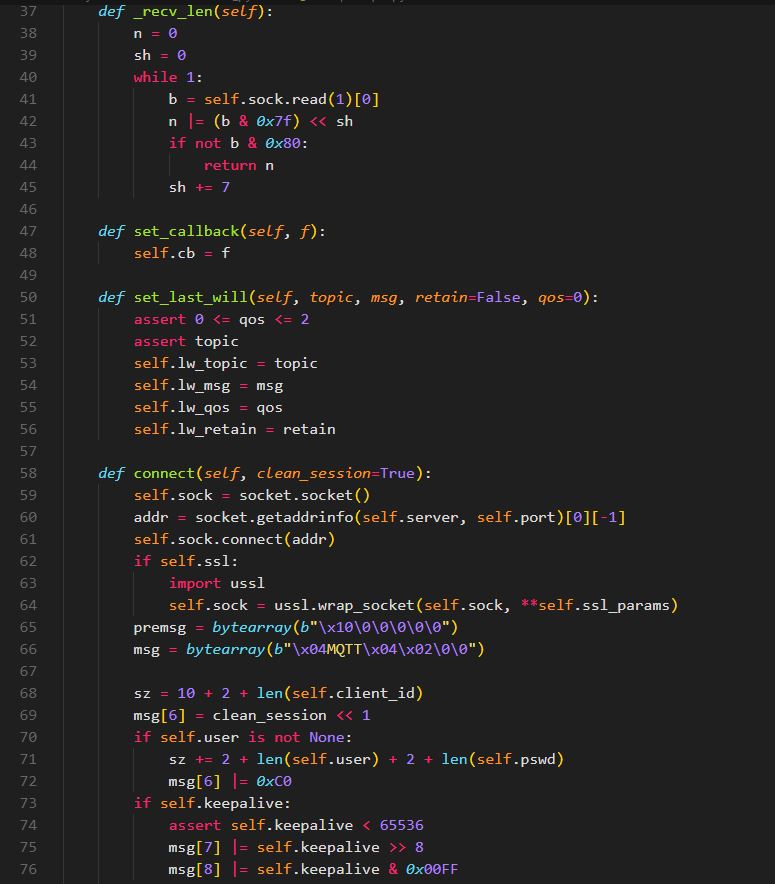 37 def _recv_len(self):
38 n = 0
39 sh = 0
40 while 1:
41 b = self.sock.read(1)[0]
42 n |= (b & 0x7f) << sh
43 if not b & 0x80:
44 return n
45 sh += 7
46
47 def set_callback(self, f):
48 self.cb = f
49
50 def set_last_will(self, topic, msg, retain=False, qos=0):
51 assert 0 <= qos <= 2
52 assert topic
53 self.lw_topic = topic
54 self.lw_msg = msg
55 self.lw_qos = qos
56 self.lw_retain = retain
57
58 def connect(self, clean_session=True):
59 self.sock = socket.socket()
60 addr = socket.getaddrinfo(self.server, self.port)[0][-1]
61 self.sock.connect(addr)
62 if self.ssl:
63 import ussl
64 self.sock = ussl.wrap_socket(self.sock, **self.ssl_params)
65 premsg = bytearray(b"\x10\0\0\0\0\0")
66 msg = bytearray(b"\x04MQTT\x04\x02\0\0")
67
68 sz = 10 + 2 + len(self.client_id)
69 msg[6] = clean_session << 1
70 if self.user is not None:
71 sz += 2 + len(self.user) + 2 + len(self.pswd)
72 msg[6] |= 0xC0
73 if self.keepalive:
74 assert self.keepalive < 65536
75 msg[7] |= self.keepalive >> 8
76 msg[8] |= self.keepalive & 0x00FF